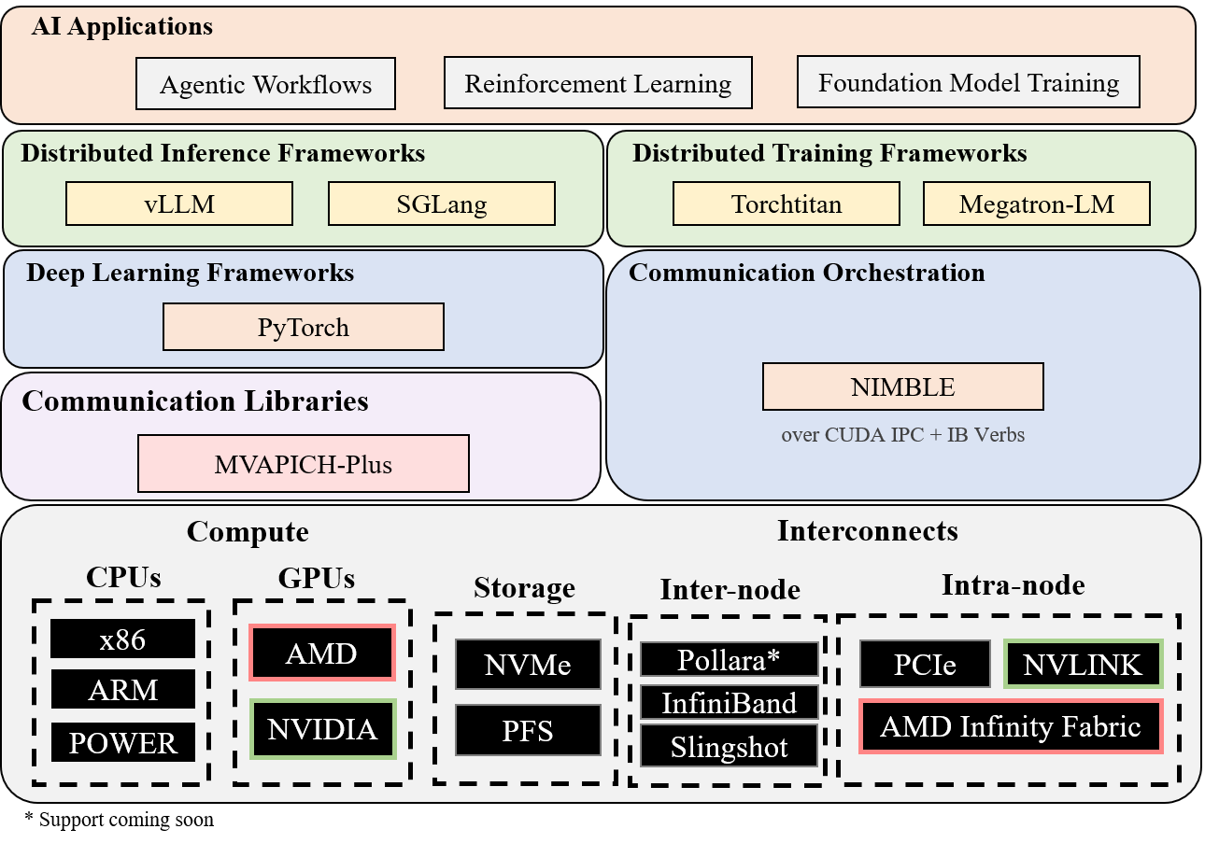 AI Applications
Agentic Workflows
Reinforcement Learning
Foundation Model Training
Distributed Inference Frameworks
vLLM
SGLang
Distributed Training Frameworks
Torchtitan
Megatron-LM
Deep Learning Frameworks
PyTorch
Communication Orchestration
NIMBLE
over CUDA IPC + IB Verbs
Communication Libraries
MVAPICH-Plus
Compute
Interconnects
CPUs
x86
ARM
POWER
GPUs
AMD
NVIDIA
Storage
NVMe
PFS
Inter-node
Pollara*
InfiniBand
Slingshot
Intra-node
PCIe
NVLINK
AMD Infinity Fabric
* Support coming soon